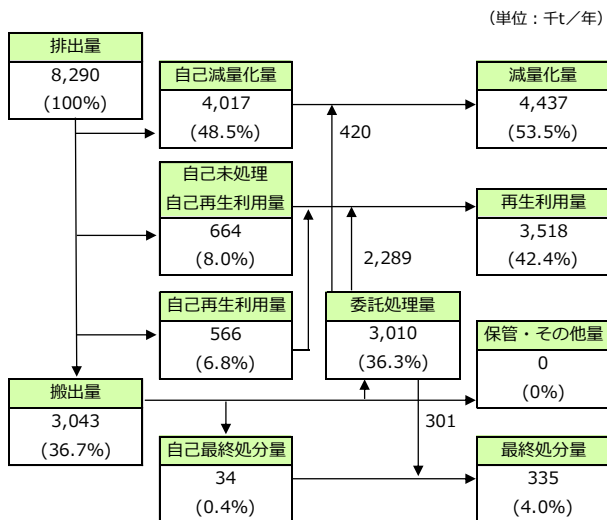 （単位：千t／年）
排出量
8,290
(100%)
自己減量化量
4,017
(48.5%)
減量化量
4,437
(53.5%)
420
自己未処理
自己再生利用量
664
(8.0%)
再生利用量
3,518
(42.4%)
2,289
自己再生利用量
566
(6.8%)
委託処理量
3,010
(36.3%)
保管・その他量
0
(0%)
搬出量
3,043
(36.7%)
301
自己最終処分量
34
(0.4%)
最終処分量
335
(4.0%)